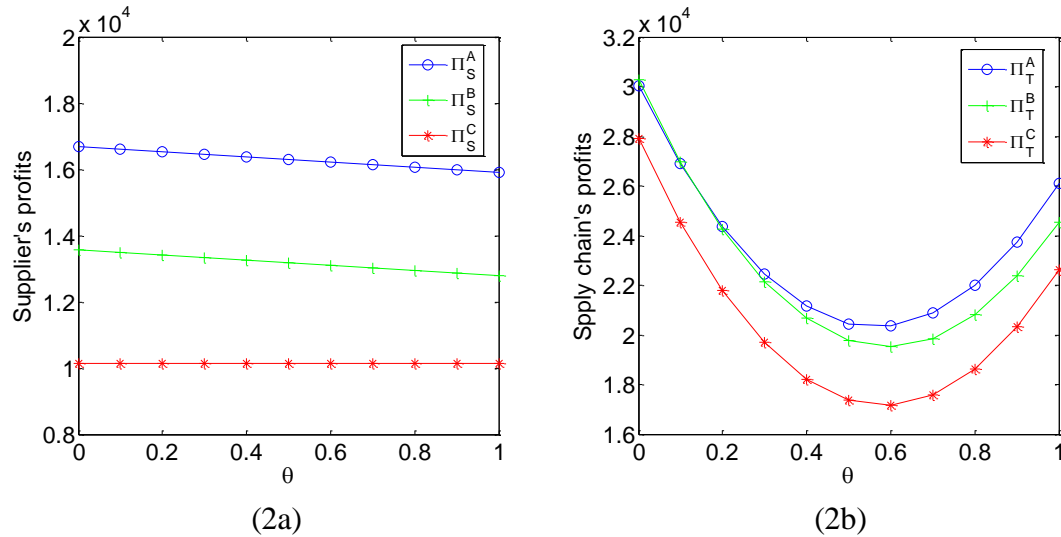 x 10^4
2
1.8
1.6
1.4
1.2
1
0.8
0 0.2 0.4 0.6 0.8 1
θ
Supplier's profits
Π_S^A
Π_S^B
Π_S^C
(2a)
x 10^4
3.2
3
2.8
2.6
2.4
2.2
2
1.8
1.6
0 0.2 0.4 0.6 0.8 1
θ
Spply chain's profits
Π_T^A
Π_T^B
Π_T^C
(2b)